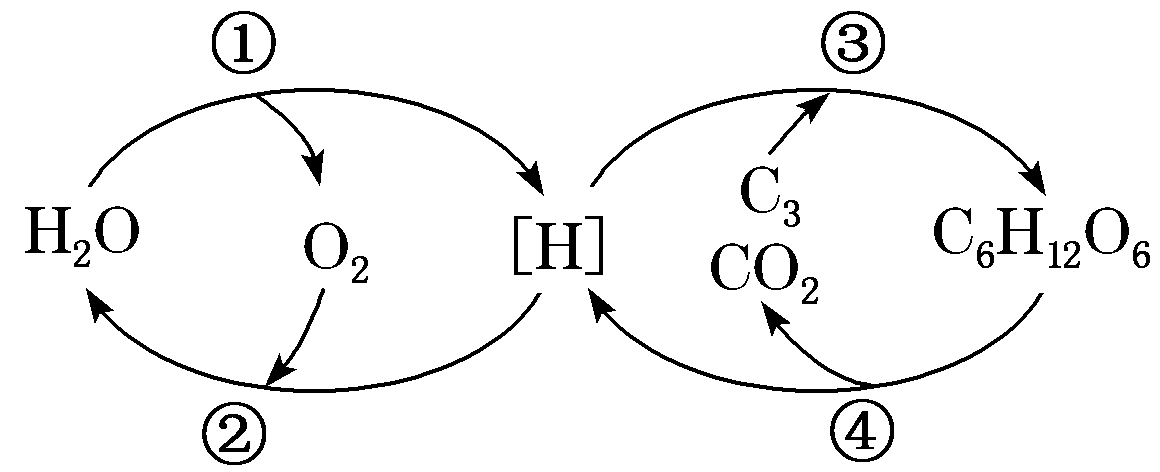 ① ③
C₃
H₂O O₂ [H] CO₂ C₆H₁₂O₆
② ④